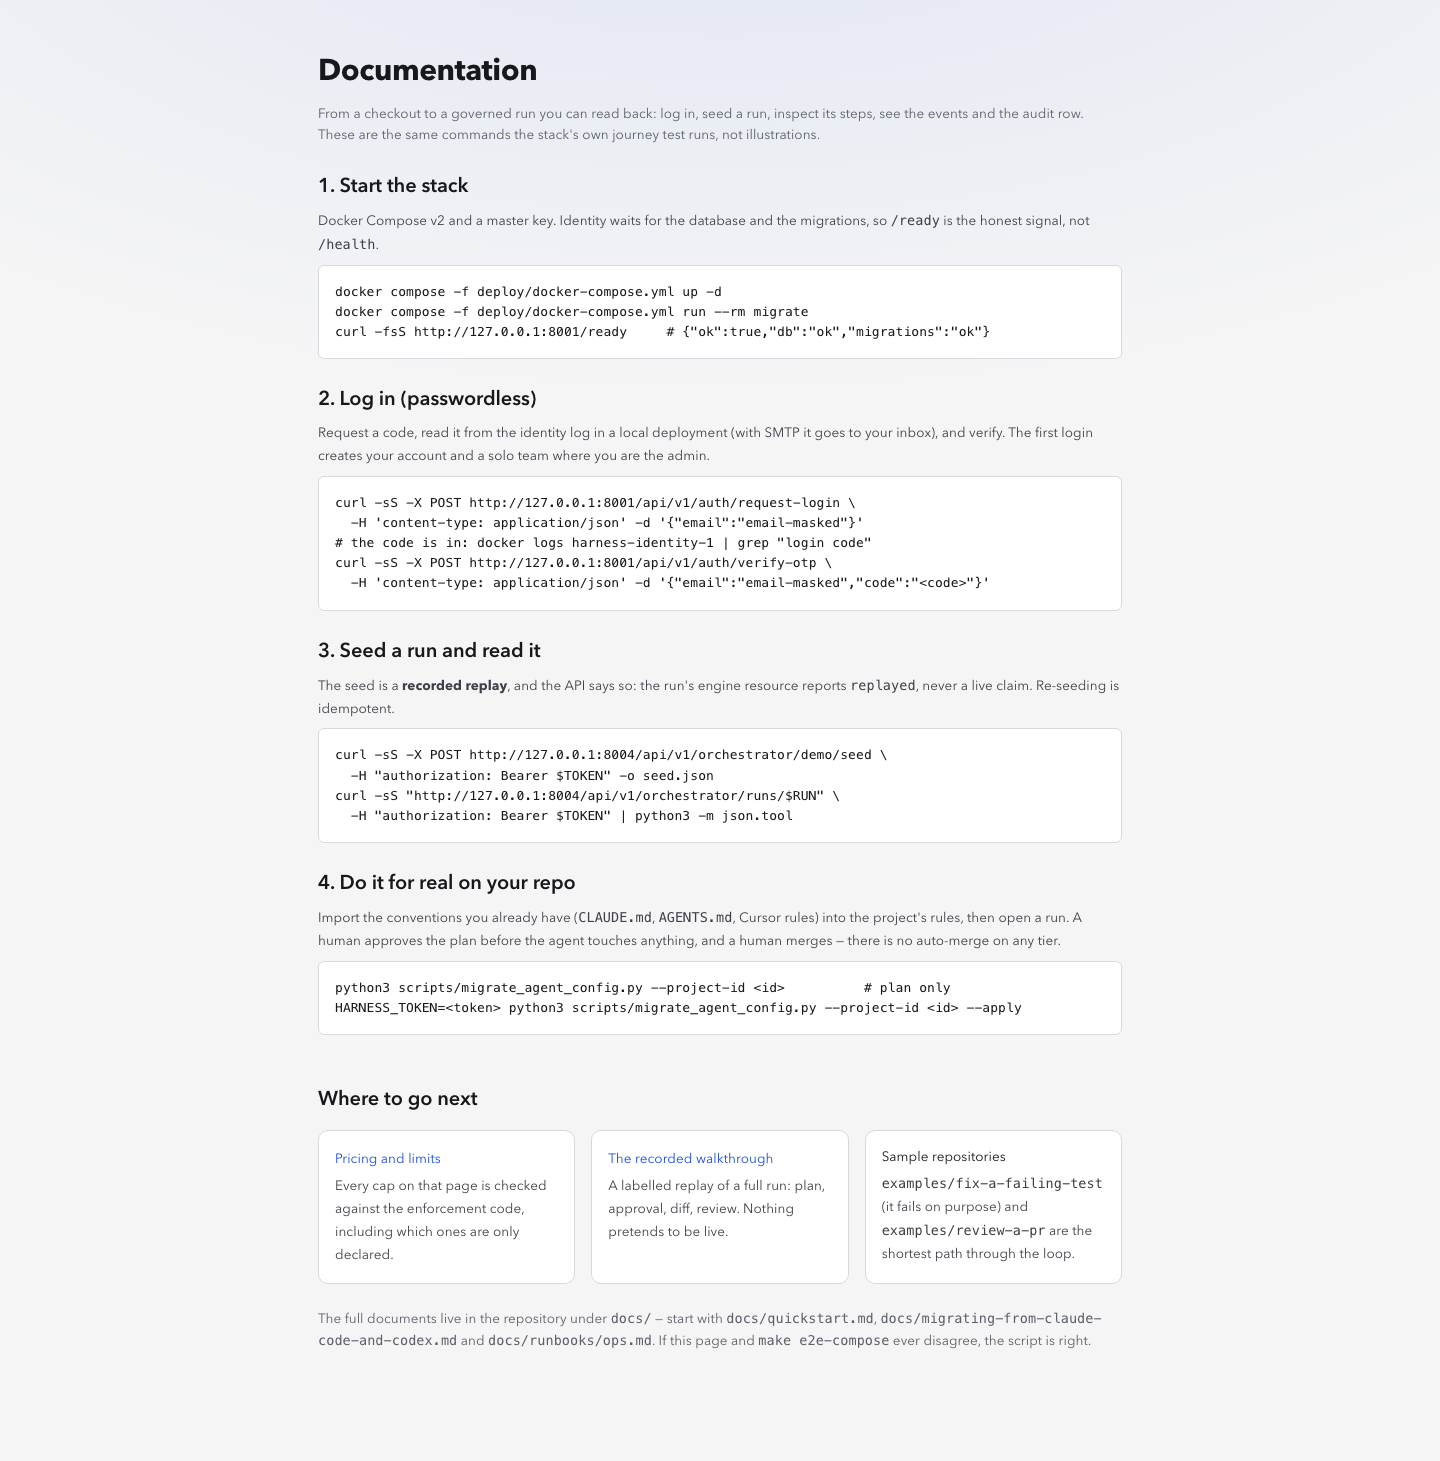 Documentation
From a checkout to a governed run you can read back: log in, seed a run, inspect its steps, see the events and the audit row.
These are the same commands the stack's own journey test runs, not illustrations.
1. Start the stack
Docker Compose v2 and a master key. Identity waits for the database and the migrations, so /ready is the honest signal, not
/health.
docker compose -f deploy/docker-compose.yml up -d
docker compose -f deploy/docker-compose.yml run --rm migrate
curl -fsS http://127.0.0.1:8001/ready     # {"ok":true,"db":"ok","migrations":"ok"}
2. Log in (passwordless)
Request a code, read it from the identity log in a local deployment (with SMTP it goes to your inbox), and verify. The first login
creates your account and a solo team where you are the admin.
curl -sS -X POST http://127.0.0.1:8001/api/v1/auth/request-login \
  -H 'content-type: application/json' -d '{"email":"email-masked"}'
# the code is in: docker logs harness-identity-1 | grep "login code"
curl -sS -X POST http://127.0.0.1:8001/api/v1/auth/verify-otp \
  -H 'content-type: application/json' -d '{"email":"email-masked","code":"<code>"}'
3. Seed a run and read it
The seed is a recorded replay, and the API says so: the run's engine resource reports replayed, never a live claim. Re-seeding is
idempotent.
curl -sS -X POST http://127.0.0.1:8004/api/v1/orchestrator/demo/seed \
  -H "authorization: Bearer $TOKEN" -o seed.json
curl -sS "http://127.0.0.1:8004/api/v1/orchestrator/runs/$RUN" \
  -H "authorization: Bearer $TOKEN" | python3 -m json.tool
4. Do it for real on your repo
Import the conventions you already have (CLAUDE.md, AGENTS.md, Cursor rules) into the project's rules, then open a run. A
human approves the plan before the agent touches anything, and a human merges — there is no auto-merge on any tier.
python3 scripts/migrate_agent_config.py --project-id <id>          # plan only
HARNESS_TOKEN=<token> python3 scripts/migrate_agent_config.py --project-id <id> --apply
Where to go next
Pricing and limits
Every cap on that page is checked
against the enforcement code,
including which ones are only
declared.
The recorded walkthrough
A labelled replay of a full run: plan,
approval, diff, review. Nothing
pretends to be live.
Sample repositories
examples/fix-a-failing-test
(it fails on purpose) and
examples/review-a-pr are the
shortest path through the loop.
The full documents live in the repository under docs/ — start with docs/quickstart.md, docs/migrating-from-claude-
code-and-codex.md and docs/runbooks/ops.md. If this page and make e2e-compose ever disagree, the script is right.